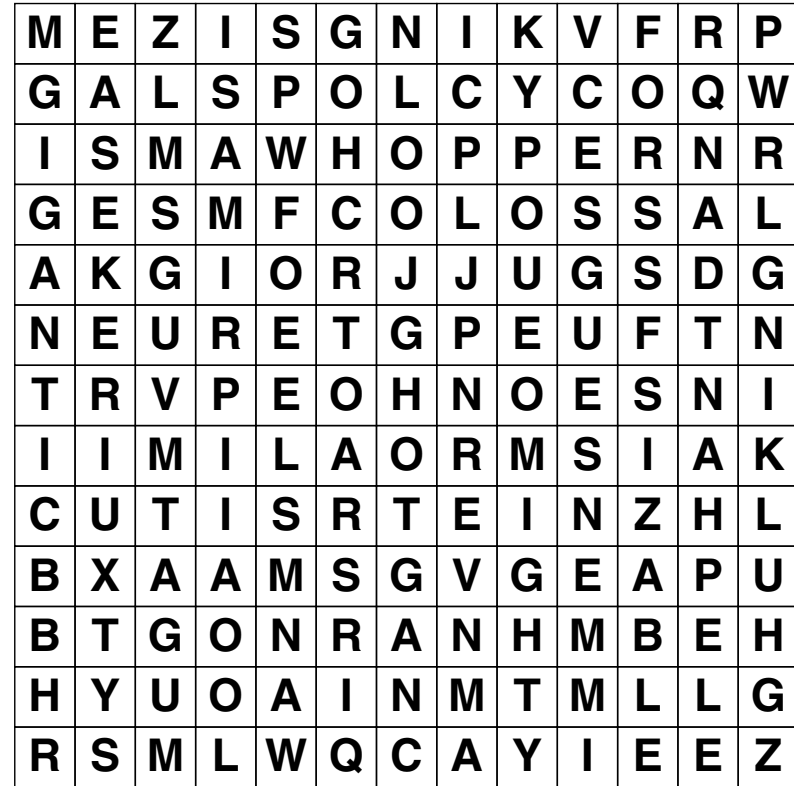 M E Z I S G N I K V F R P
G A L S P O L C Y C O Q W
I S M A W H O P P E R N R
G E S M F C O L O S S A L
A K G I O R J J U G S D G
N E U R E T G P E U F T N
T R V P E O H N O E S N I
I I M I L A O R M S I A K
C U T I S R T E I N Z H L
B X A A M S G V G E A P U
B T G O N R A N H M B E H
H Y U O A I N M T M L L G
R S M L W Q C A Y I E E Z